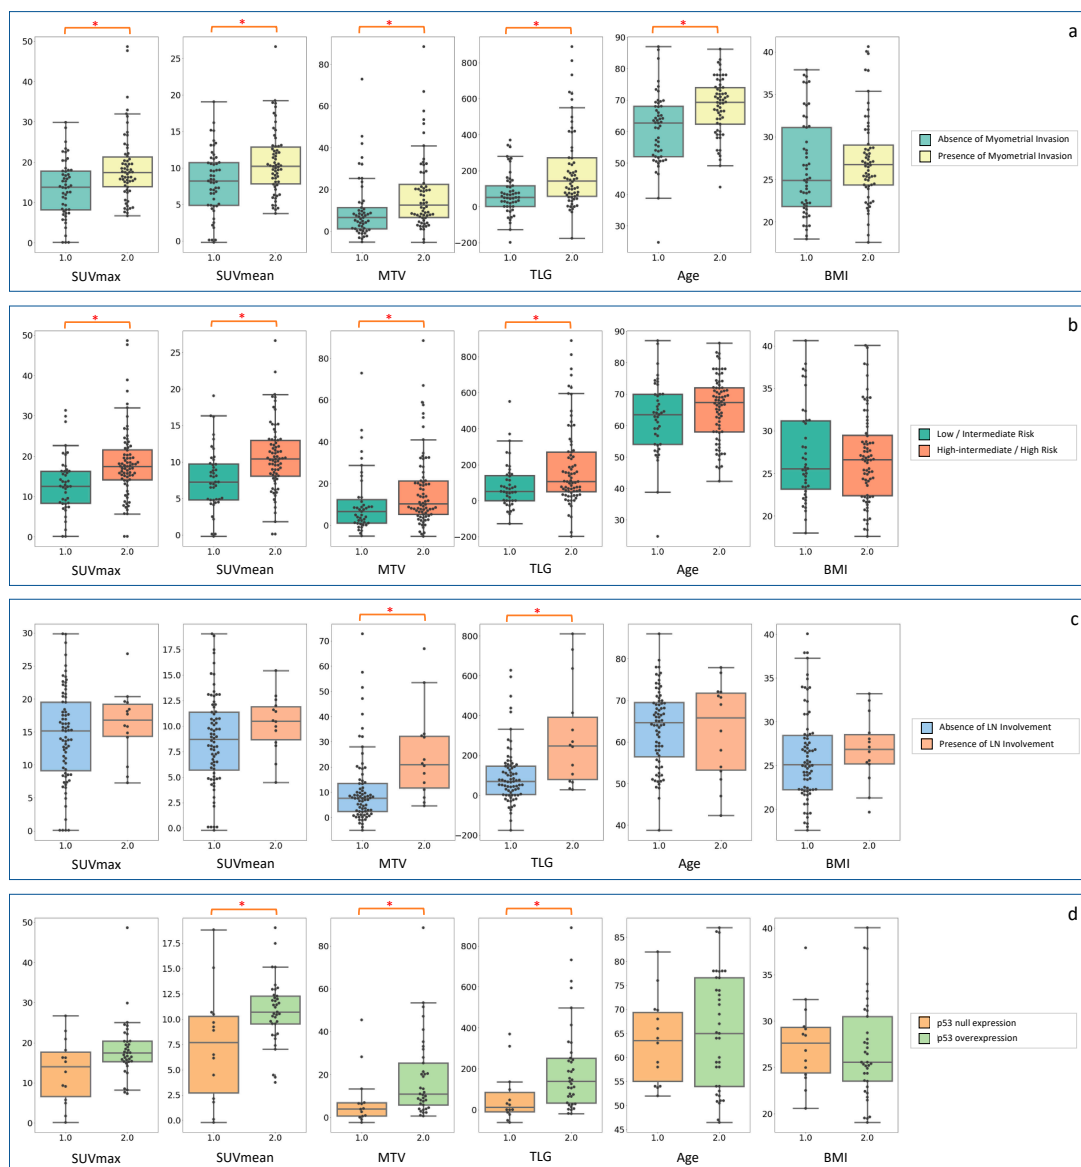 a
* * * * *
50 40 30 20 10 0
25 20 15 10 5 0
80 60 40 20 0
800 600 400 200 0 −200
90 80 70 60 50 40 30
40 35 30 25 20
1.0 2.0 1.0 2.0 1.0 2.0 1.0 2.0 1.0 2.0 1.0 2.0
SUVmax SUVmean MTV TLG Age BMI
Absence of Myometrial Invasion
Presence of Myometrial Invasion
b
* * * *
50 40 30 20 10 0
25 20 15 10 5 0
80 60 40 20 0
800 600 400 200 0 −200
90 80 70 60 50 40 30
40 35 30 25 20
1.0 2.0 1.0 2.0 1.0 2.0 1.0 2.0 1.0 2.0 1.0 2.0
SUVmax SUVmean MTV TLG Age BMI
Low / Intermediate Risk
High-intermediate / High Risk
c
* *
30 25 20 15 10 5 0
17.5 15.0 12.5 10.0 7.5 5.0 2.5 0.0
70 60 50 40 30 20 10 0
800 600 400 200 0 −200
80 70 60 50 40
40 35 30 25 20
1.0 2.0 1.0 2.0 1.0 2.0 1.0 2.0 1.0 2.0 1.0 2.0
SUVmax SUVmean MTV TLG Age BMI
Absence of LN Involvement
Presence of LN Involvement
d
* * *
50 40 30 20 10 0
17.5 15.0 12.5 10.0 7.5 5.0 2.5 0.0
80 60 40 20 0
800 600 400 200 0
85 80 75 70 65 60 55 50 45
40 35 30 25 20
1.0 2.0 1.0 2.0 1.0 2.0 1.0 2.0 1.0 2.0 1.0 2.0
SUVmax SUVmean MTV TLG Age BMI
p53 null expression
p53 overexpression